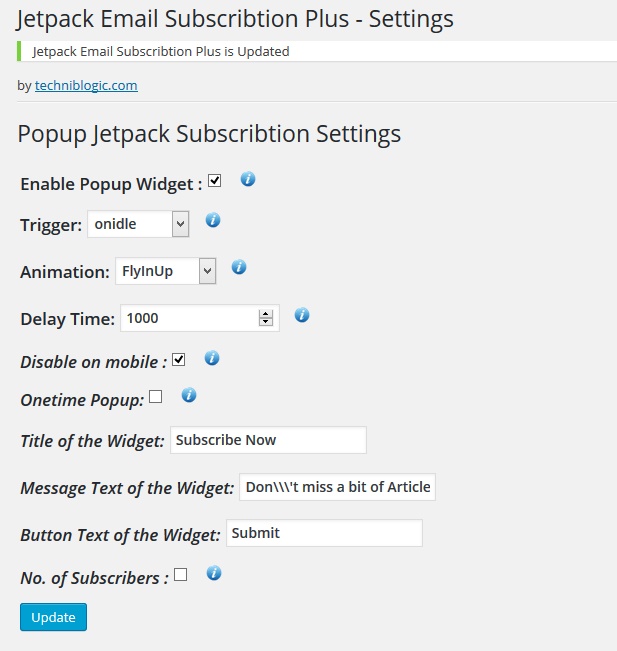 Jetpack Email Subscribtion Plus - Settings
Jetpack Email Subscribtion Plus is Updated
by techniblogic.com
Popup Jetpack Subscribtion Settings
Enable Popup Widget :
Trigger: onidle
Animation: FlyInUp
Delay Time: 1000
Disable on mobile :
Onetime Popup:
Title of the Widget: Subscribe Now
Message Text of the Widget: Don\\\'t miss a bit of Article
Button Text of the Widget: Submit
No. of Subscribers :
Update